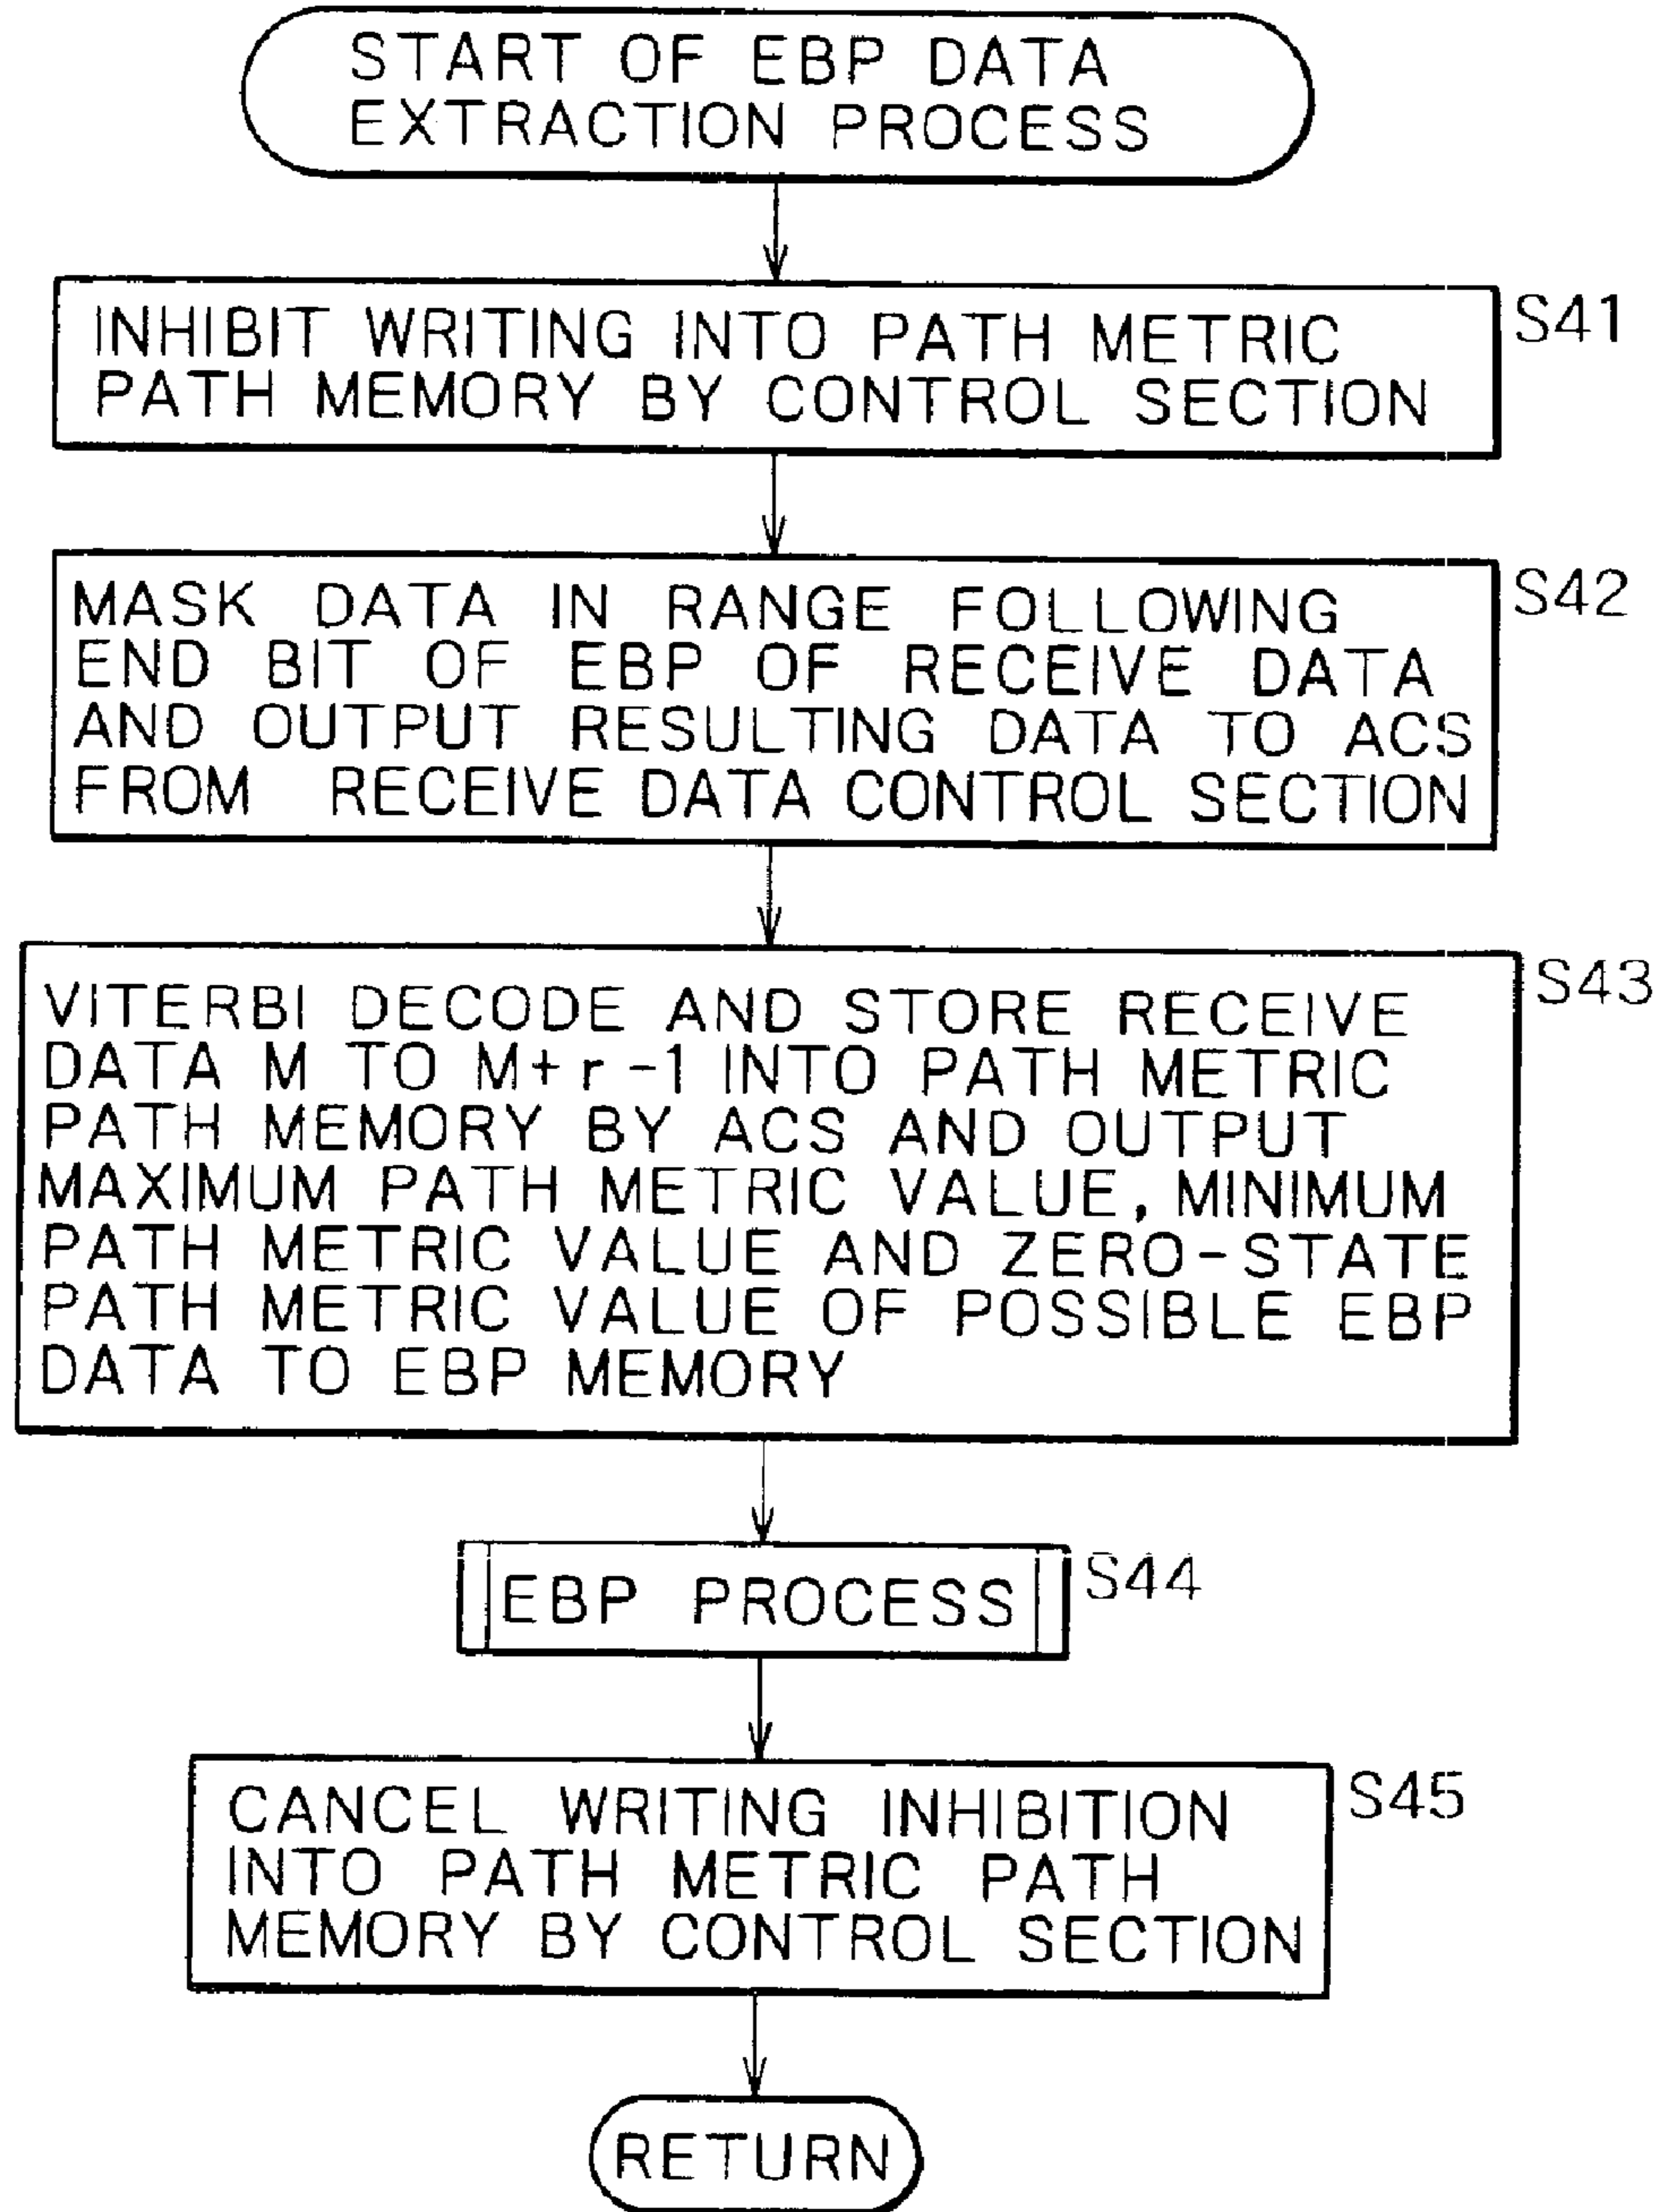 START OF EBP DATA
EXTRACTION PROCESS
INHIBIT WRITING INTO PATH METRIC
PATH MEMORY BY CONTROL SECTION
S41
MASK DATA IN RANGE FOLLOWING
END BIT OF EBP OF RECEIVE DATA
AND OUTPUT RESULTING DATA TO ACS
FROM RECEIVE DATA CONTROL SECTION
S42
VITERBI DECODE AND STORE RECEIVE
DATA M TO M+r-1 INTO PATH METRIC
PATH MEMORY BY ACS AND OUTPUT
MAXIMUM PATH METRIC VALUE, MINIMUM
PATH METRIC VALUE AND ZERO-STATE
PATH METRIC VALUE OF POSSIBLE EBP
DATA TO EBP MEMORY
S43
EBP PROCESS
S44
CANCEL WRITING INHIBITION
INTO PATH METRIC PATH
MEMORY BY CONTROL SECTION
S45
RETURN